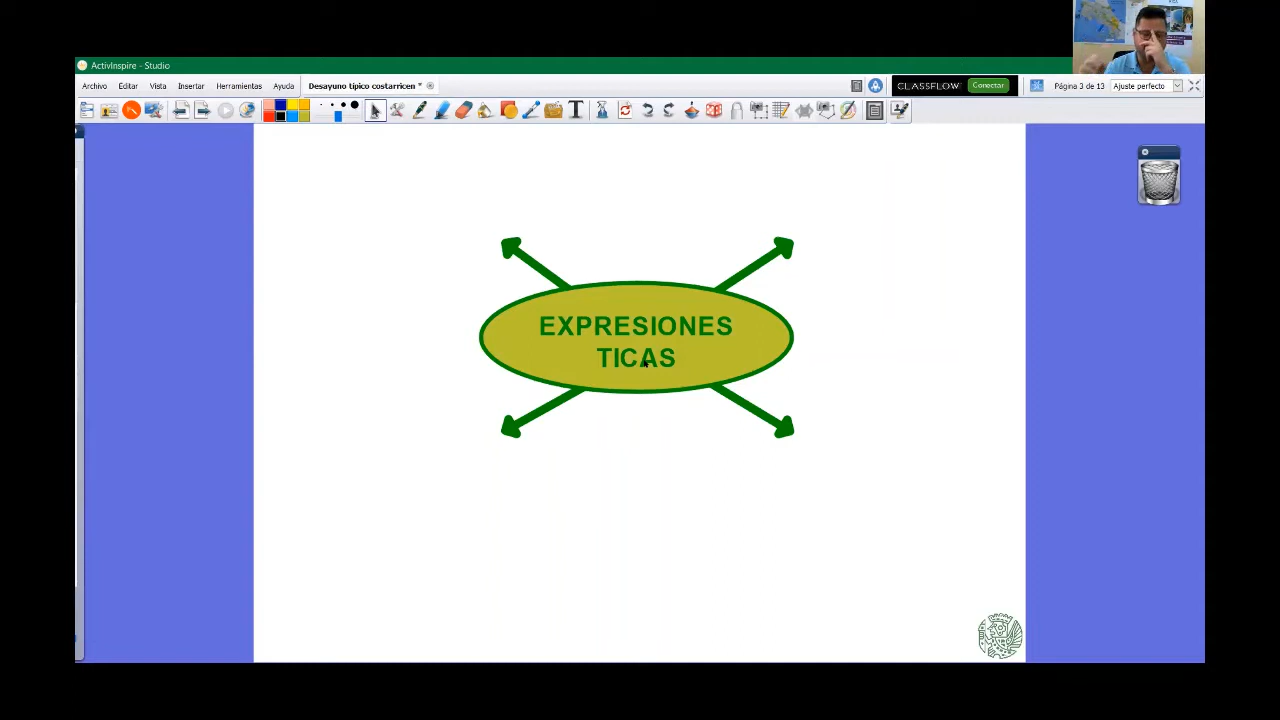 ActivInspire - Studio
Archivo Editar Vista Insertar Herramientas Ayuda Desayuno típico costarricen * CLASSFLOW Conectar Página 3 de 13 Ajuste perfecto
EXPRESIONES
TICAS